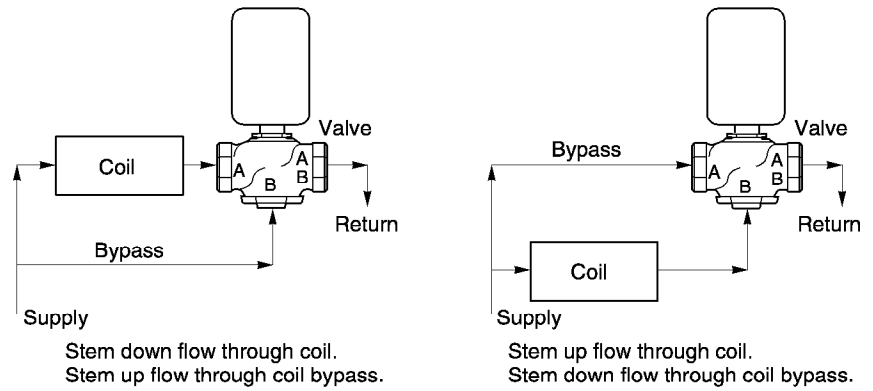 Valve
Coil
A
A
B
B
Return
Bypass
Supply
Stem down flow through coil.
Stem up flow through coil bypass.
Valve
Bypass
A
A
B
B
Return
Coil
Supply
Stem up flow through coil.
Stem down flow through coil bypass.